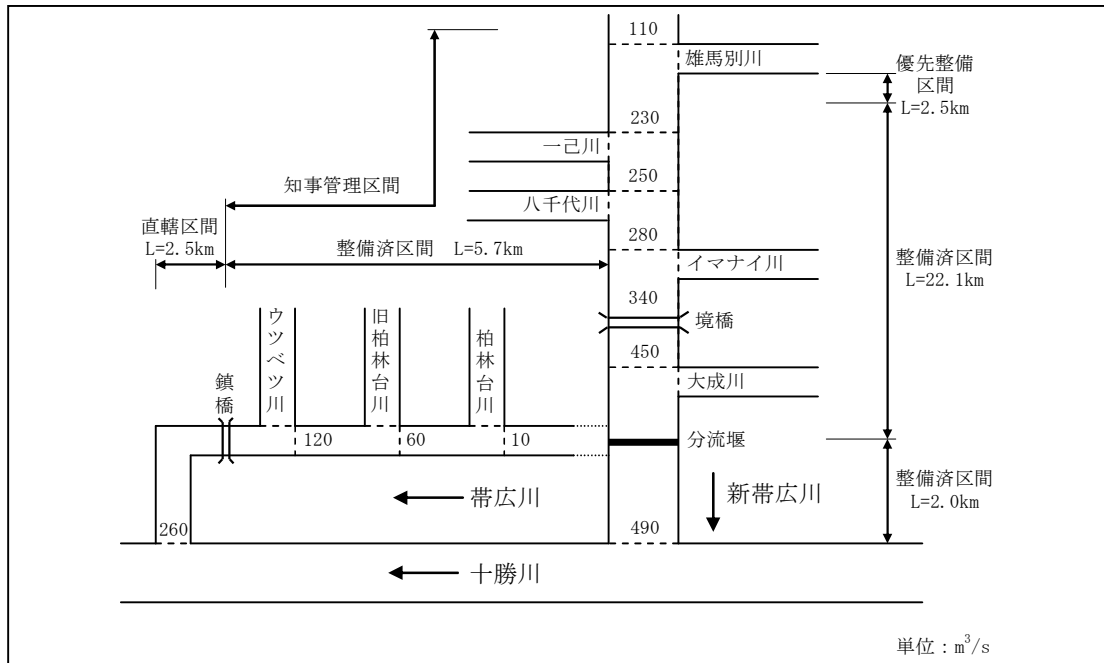 110
雄馬別川
優先整備
区間
L=2.5km
230
一己川
250
知事管理区間
八千代川
直轄区間
L=2.5km
整備済区間 L=5.7km
280
イマナイ川
整備済区間
L=22.1km
340
境橋
ウツベツ川
旧柏林台川
柏林台川
450
大成川
鎮橋
120
60
10
分流堰
帯広川
新帯広川
整備済区間
L=2.0km
260
490
十勝川
単位：m³/s